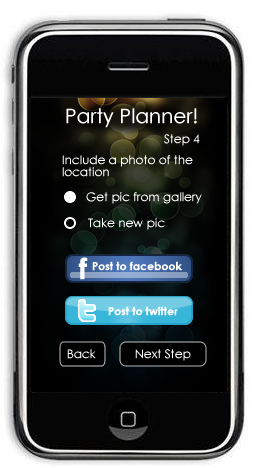 Party Planner!
Step 4
Include a photo of the
location
Get pic from gallery
Take new pic
f Post to facebook
t Post to twitter
Back
Next Step